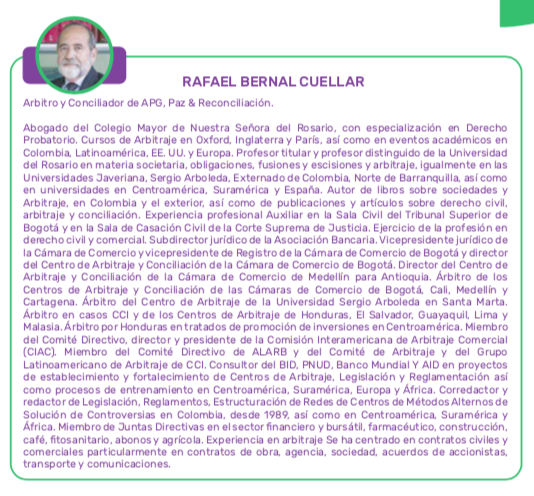 RAFAEL BERNAL CUELLAR
Arbitro y Conciliador de APG, Paz & Reconciliación.
Abogado del Colegio Mayor de Nuestra Señora del Rosario, con especialización en Derecho
Probatorio. Cursos de Arbitraje en Oxford, Inglaterra y París, así como en eventos académicos en
Colombia, Latinoamérica, EE. UU. y Europa. Profesor titular y profesor distinguido de la Universidad
del Rosario en materia societaria, obligaciones, fusiones y escisiones y arbitraje, igualmente en las
Universidades Javeriana, Sergio Arboleda, Externado de Colombia, Norte de Barranquilla, así como
en universidades en Centroamérica, Suramérica y España. Autor de libros sobre sociedades y
Arbitraje, en Colombia y el exterior, así como de publicaciones y artículos sobre derecho civil,
arbitraje y conciliación. Experiencia profesional Auxiliar en la Sala Civil del Tribunal Superior de
Bogotá y en la Sala de Casación Civil de la Corte Suprema de Justicia. Ejercicio de la profesión en
derecho civil y comercial. Subdirector jurídico de la Asociación Bancaria. Vicepresidente jurídico de
la Cámara de Comercio y vicepresidente de Registro de la Cámara de Comercio de Bogotá y director
del Centro de Arbitraje y Conciliación de la Cámara de Comercio de Bogotá. Director del Centro de
Arbitraje y Conciliación de la Cámara de Comercio de Medellín para Antioquia. Árbitro de los
Centros de Arbitraje y Conciliación de las Cámaras de Comercio de Bogotá, Cali, Medellín y
Cartagena. Árbitro del Centro de Arbitraje de la Universidad Sergio Arboleda en Santa Marta.
Árbitro en casos CCI y de los Centros de Arbitraje de Honduras, El Salvador, Guayaquil, Lima y
Malasia. Árbitro por Honduras en tratados de promoción de inversiones en Centroamérica. Miembro
del Comité Directivo, director y presidente de la Comisión Interamericana de Arbitraje Comercial
(CIAC). Miembro del Comité Directivo de ALARB y del Comité de Arbitraje y del Grupo
Latinoamericano de Arbitraje de CCI. Consultor del BID, PNUD, Banco Mundial Y AID en proyectos
de establecimiento y fortalecimiento de Centros de Arbitraje, Legislación y Reglamentación así
como procesos de entrenamiento en Centroamérica, Suramérica, Europa y África. Corredactor y
redactor de Legislación, Reglamentos, Estructuración de Redes de Centros de Métodos Alternos de
Solución de Controversias en Colombia, desde 1989, así como en Centroamérica, Suramérica y
África. Miembro de Juntas Directivas en el sector financiero y bursátil, farmacéutico, construcción,
café, fitosanitario, abonos y agrícola. Experiencia en arbitraje Se ha centrado en contratos civiles y
comerciales particularmente en contratos de obra, agencia, sociedad, acuerdos de accionistas,
transporte y comunicaciones.